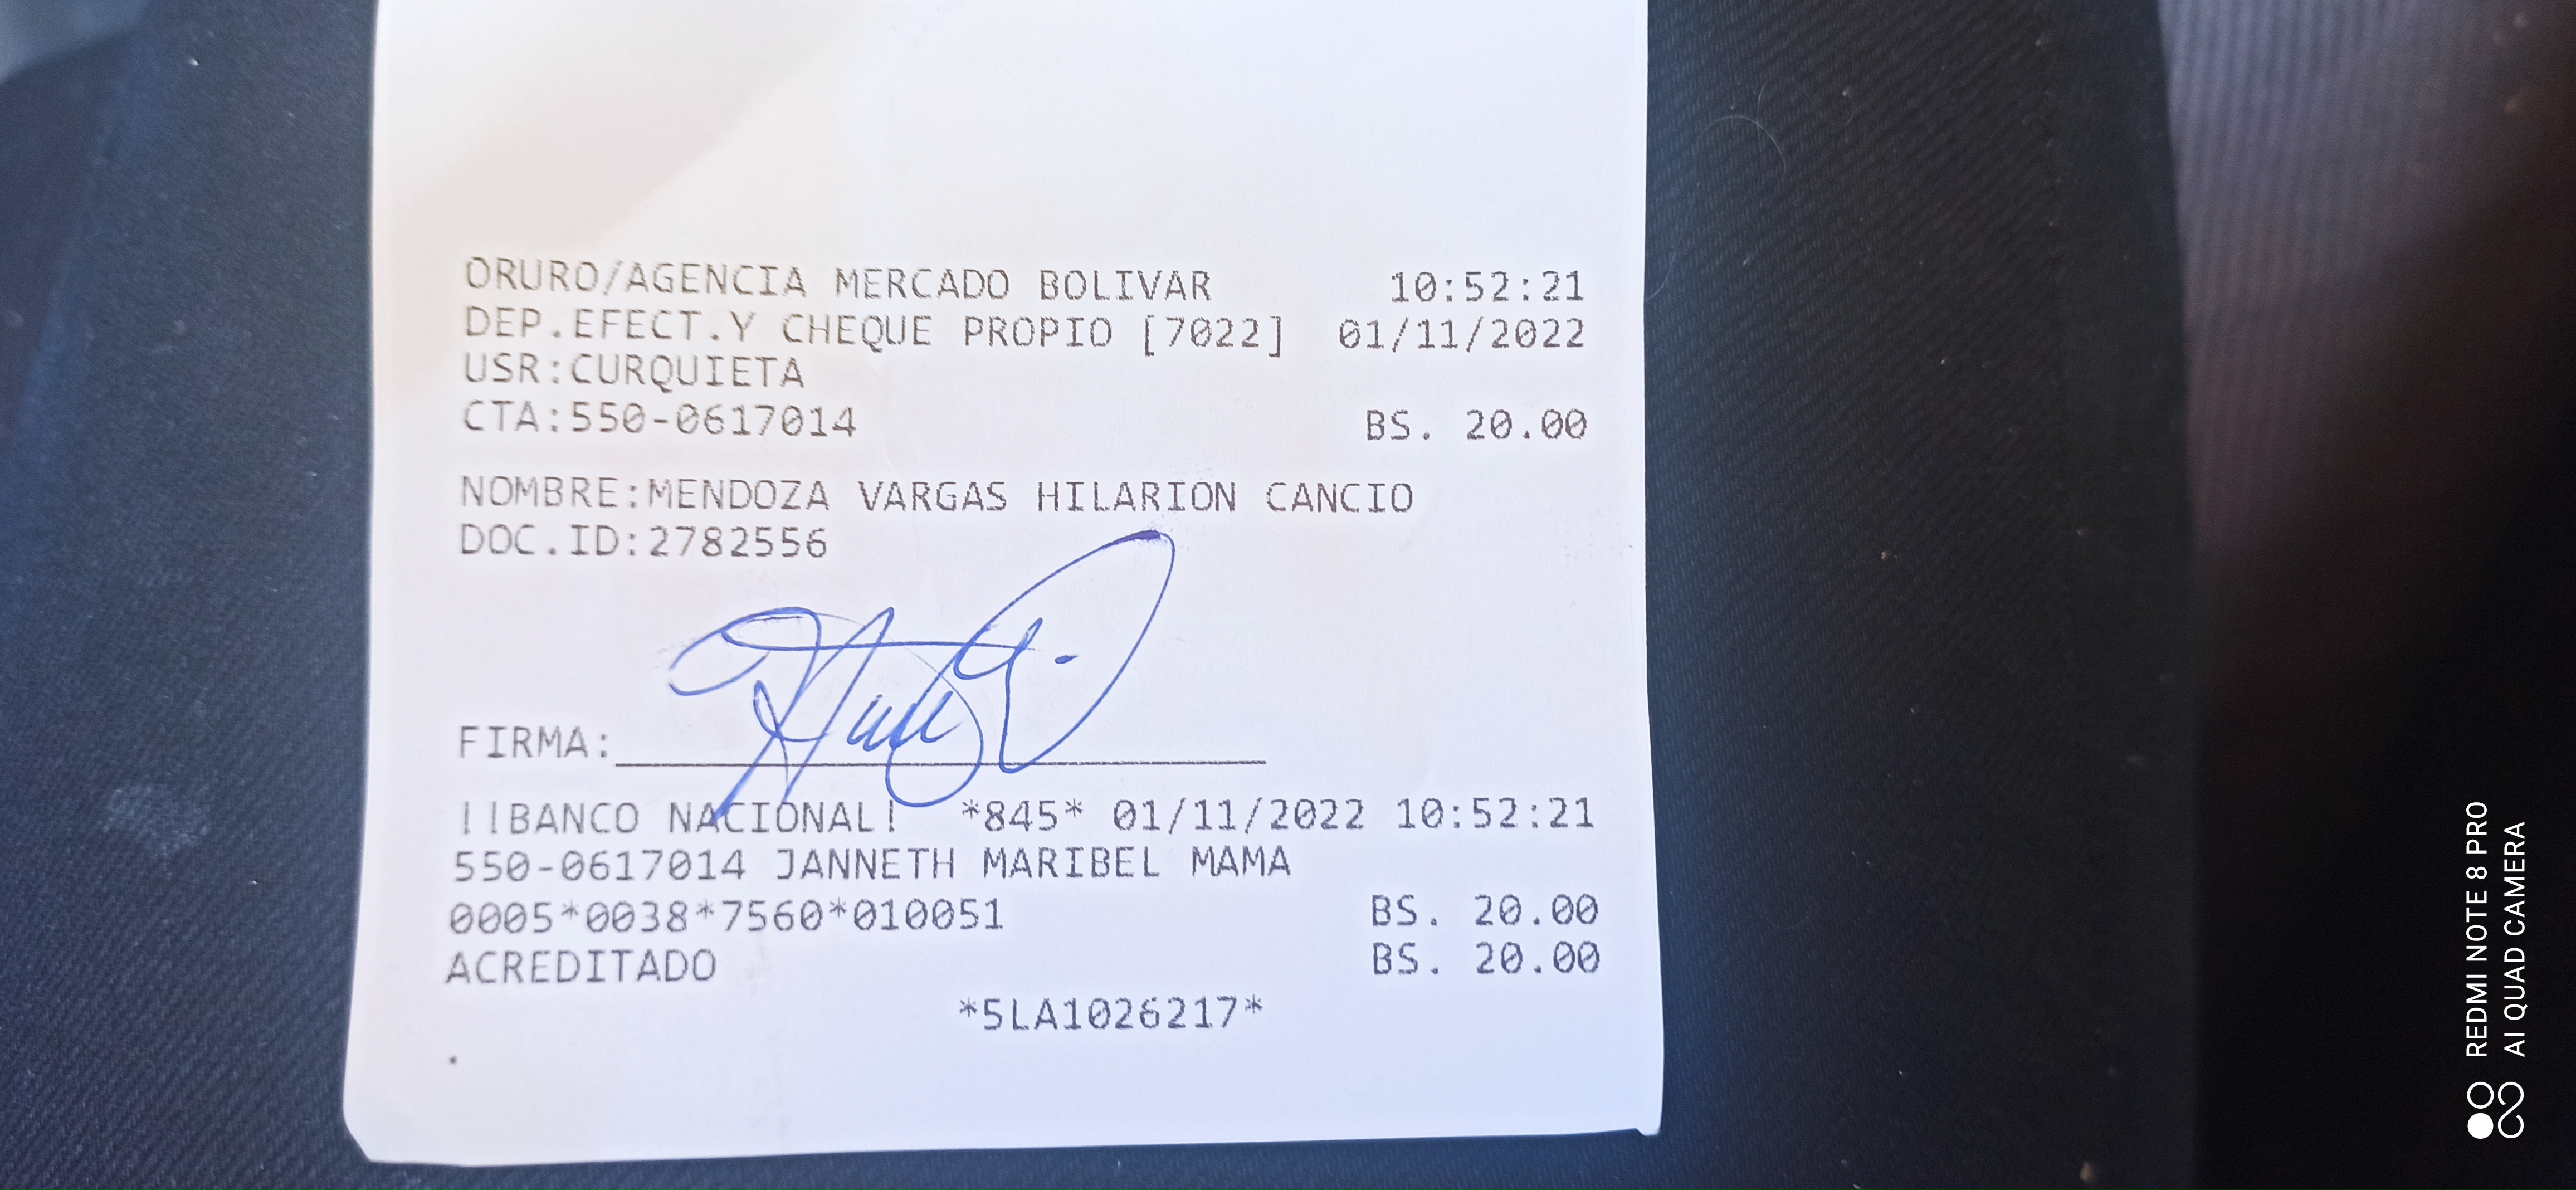 ORURO/AGENCIA MERCADO BOLIVAR 10:52:21
DEP.EFECT.Y CHEQUE PROPIO [7022] 01/11/2022
USR:CURQUIETA
CTA:550-0617014 BS. 20.00
NOMBRE:MENDOZA VARGAS HILARION CANCIO
DOC.ID:2782556
FIRMA:
||BANCO NACIONAL| *845* 01/11/2022 10:52:21
550-0617014 JANNETH MARIBEL MAMA
0005*0038*7560*010051 BS. 20.00
ACREDITADO BS. 20.00
*5LA1026217*
REDMI NOTE 8 PRO
AI QUAD CAMERA